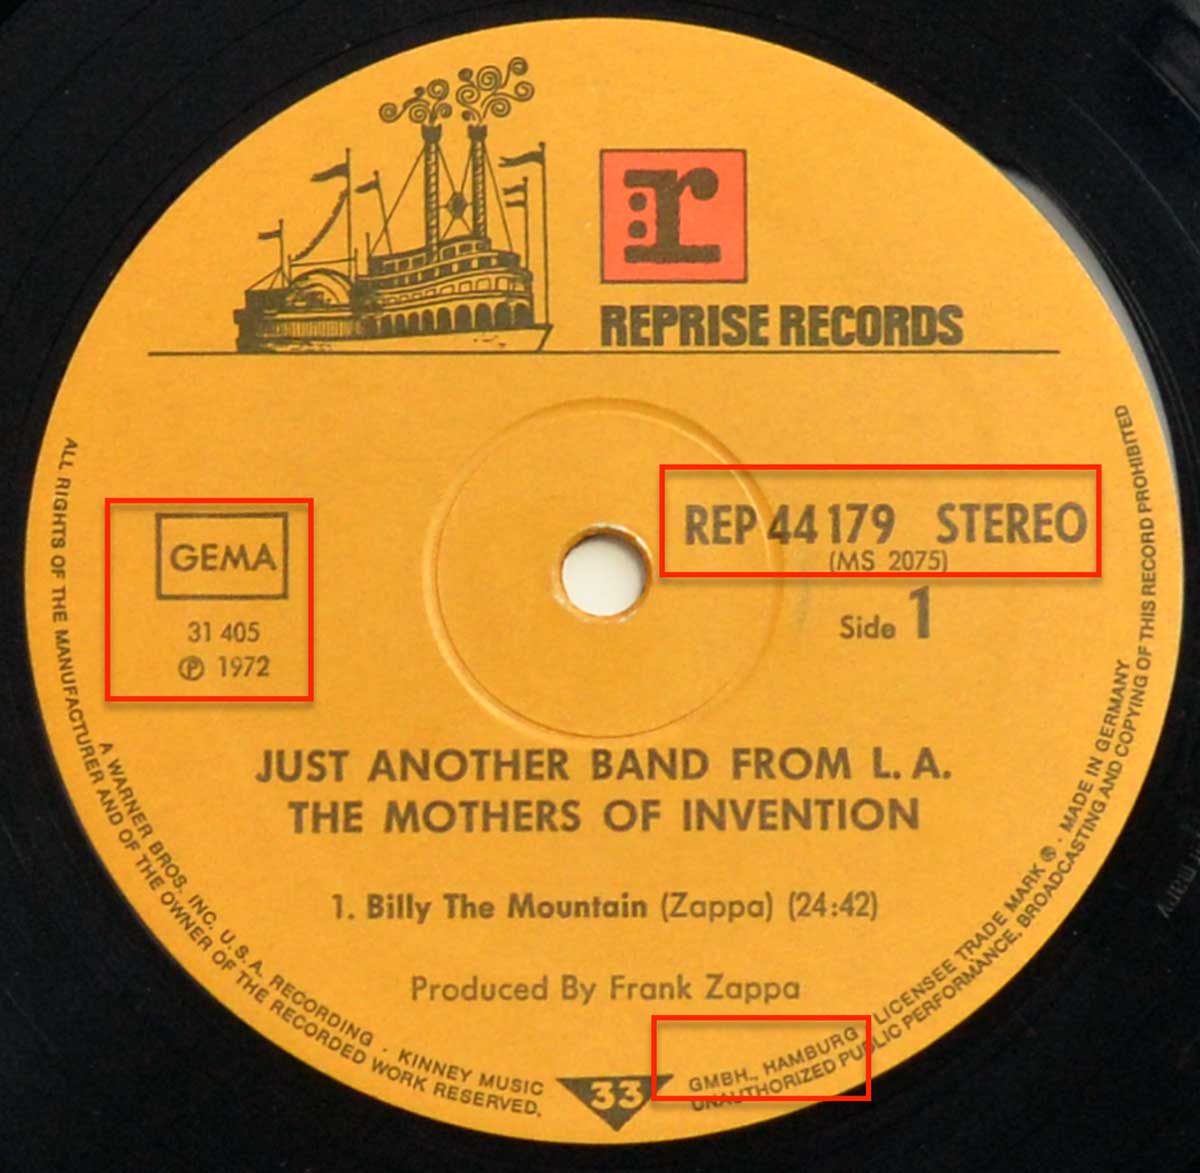 r
REPRISE RECORDS
GEMA
31 405
Ⓟ 1972
REP 44 179 STEREO
(MS 2075)
Side 1
JUST ANOTHER BAND FROM L. A.
THE MOTHERS OF INVENTION
1. Billy The Mountain (Zappa) (24:42)
Produced By Frank Zappa
33
A WARNER BROS. INC. U.S.A. RECORDING · KINNEY MUSIC GMBH., HAMBURG · LICENSEE TRADE MARK ® · MADE IN GERMANY
ALL RIGHTS OF THE MANUFACTURER AND OF THE OWNER OF THE RECORDED WORK RESERVED. UNAUTHORIZED PUBLIC PERFORMANCE, BROADCASTING AND COPYING OF THIS RECORD PROHIBITED